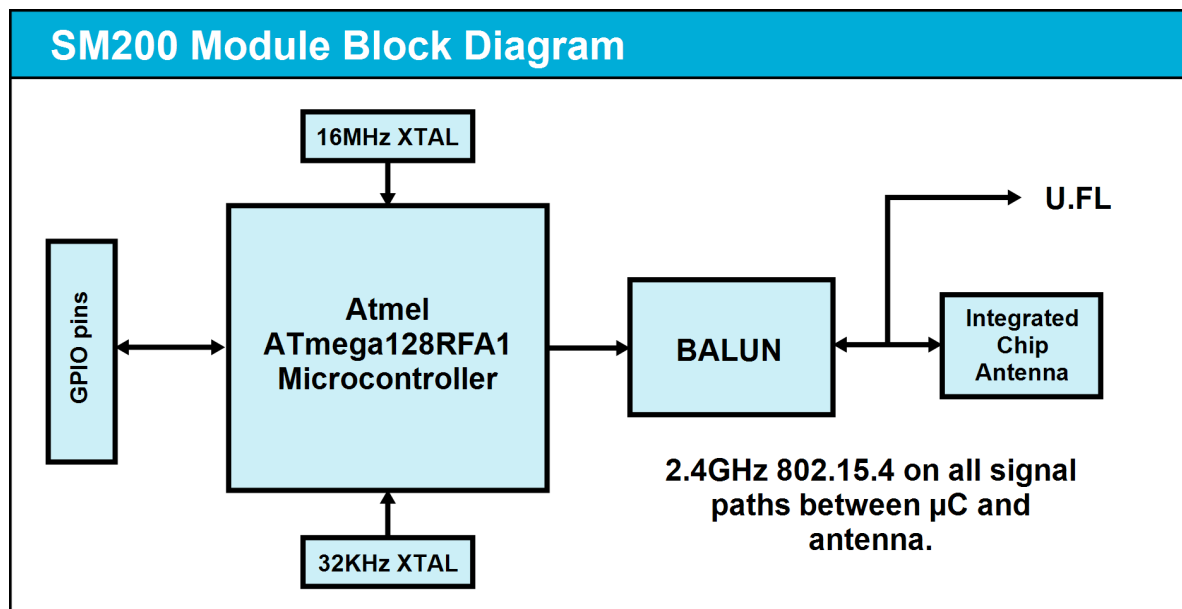 SM200 Module Block Diagram
16MHz XTAL
U.FL
GPIO pins
Atmel
ATmega128RFA1
Microcontroller
BALUN
Integrated
Chip
Antenna
2.4GHz 802.15.4 on all signal
paths between µC and
antenna.
32KHz XTAL